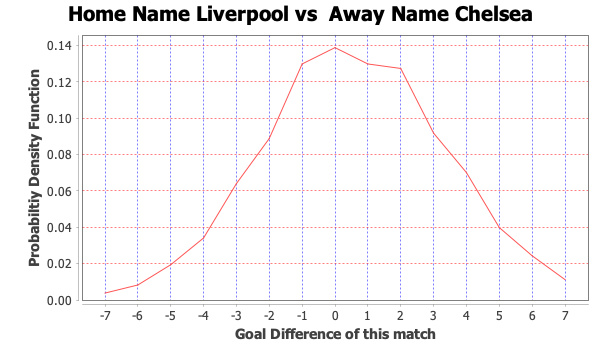 Home Name Liverpool vs  Away Name Chelsea
Probabiltiy Density Function
0.14
0.12
0.10
0.08
0.06
0.04
0.02
0.00
-7 -6 -5 -4 -3 -2 -1 0 1 2 3 4 5 6 7
Goal Difference of this match